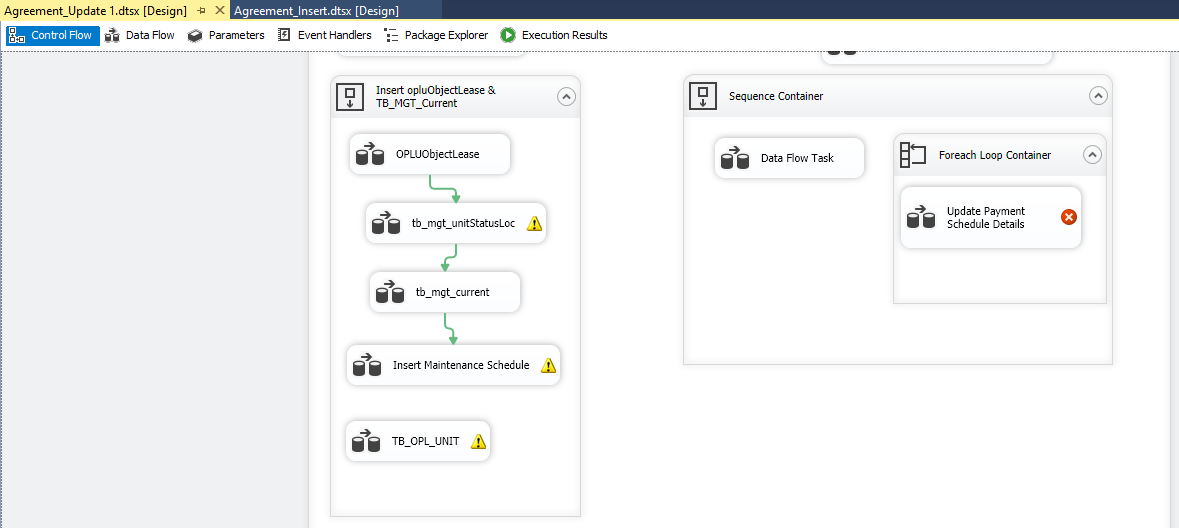 Agreement_Update 1.dtsx [Design]
Agreement_Insert.dtsx [Design]
Control Flow
Data Flow
Parameters
Event Handlers
Package Explorer
Execution Results
Insert opluObjectLease &
TB_MGT_Current
OPLUObjectLease
tb_mgt_unitStatusLoc
tb_mgt_current
Insert Maintenance Schedule
TB_OPL_UNIT
Sequence Container
Data Flow Task
Foreach Loop Container
Update Payment
Schedule Details